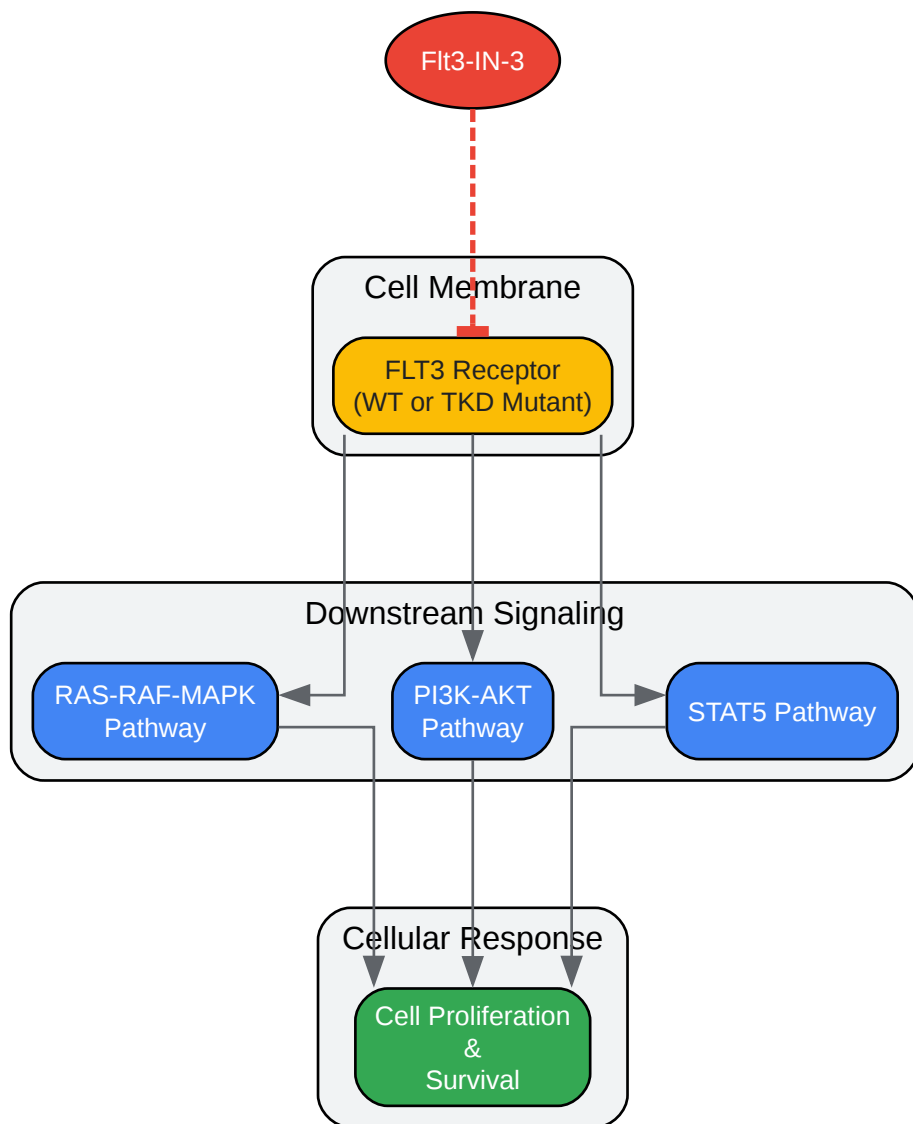 Flt3-IN-3
Cell Membrane
FLT3 Receptor
(WT or TKD Mutant)
Downstream Signaling
RAS-RAF-MAPK
Pathway
PI3K-AKT
Pathway
STAT5 Pathway
Cellular Response
Cell Proliferation
&
Survival